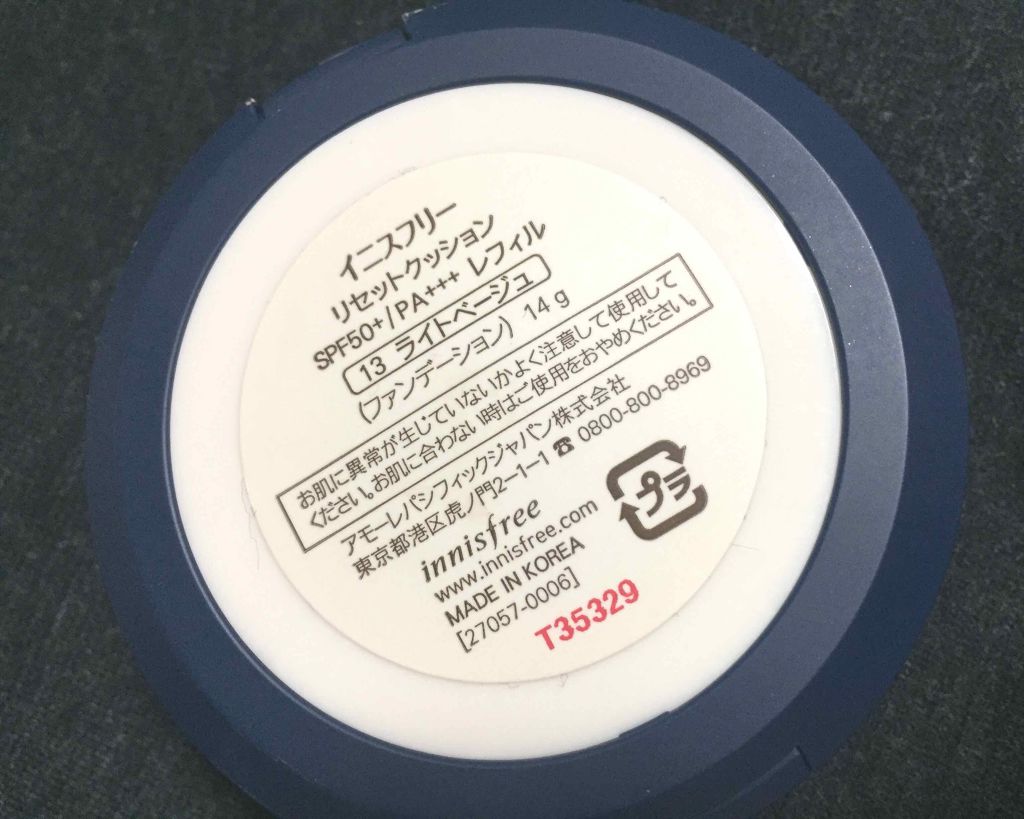 イニスフリー
リセットクッション
SPF50+/PA+++ レフィル
13 ライトベージュ
(ファンデーション) 14 g
お肌に異常が生じていないかよく注意して使用して
ください。お肌に合わない時はご使用をおやめください。
アモーレパシフィックジャパン株式会社
東京都港区虎ノ門2-1-1 ☎ 0800-800-8969
innisfree
プラ
www.innisfree.com
MADE IN KOREA
[27057-0006]
T35329